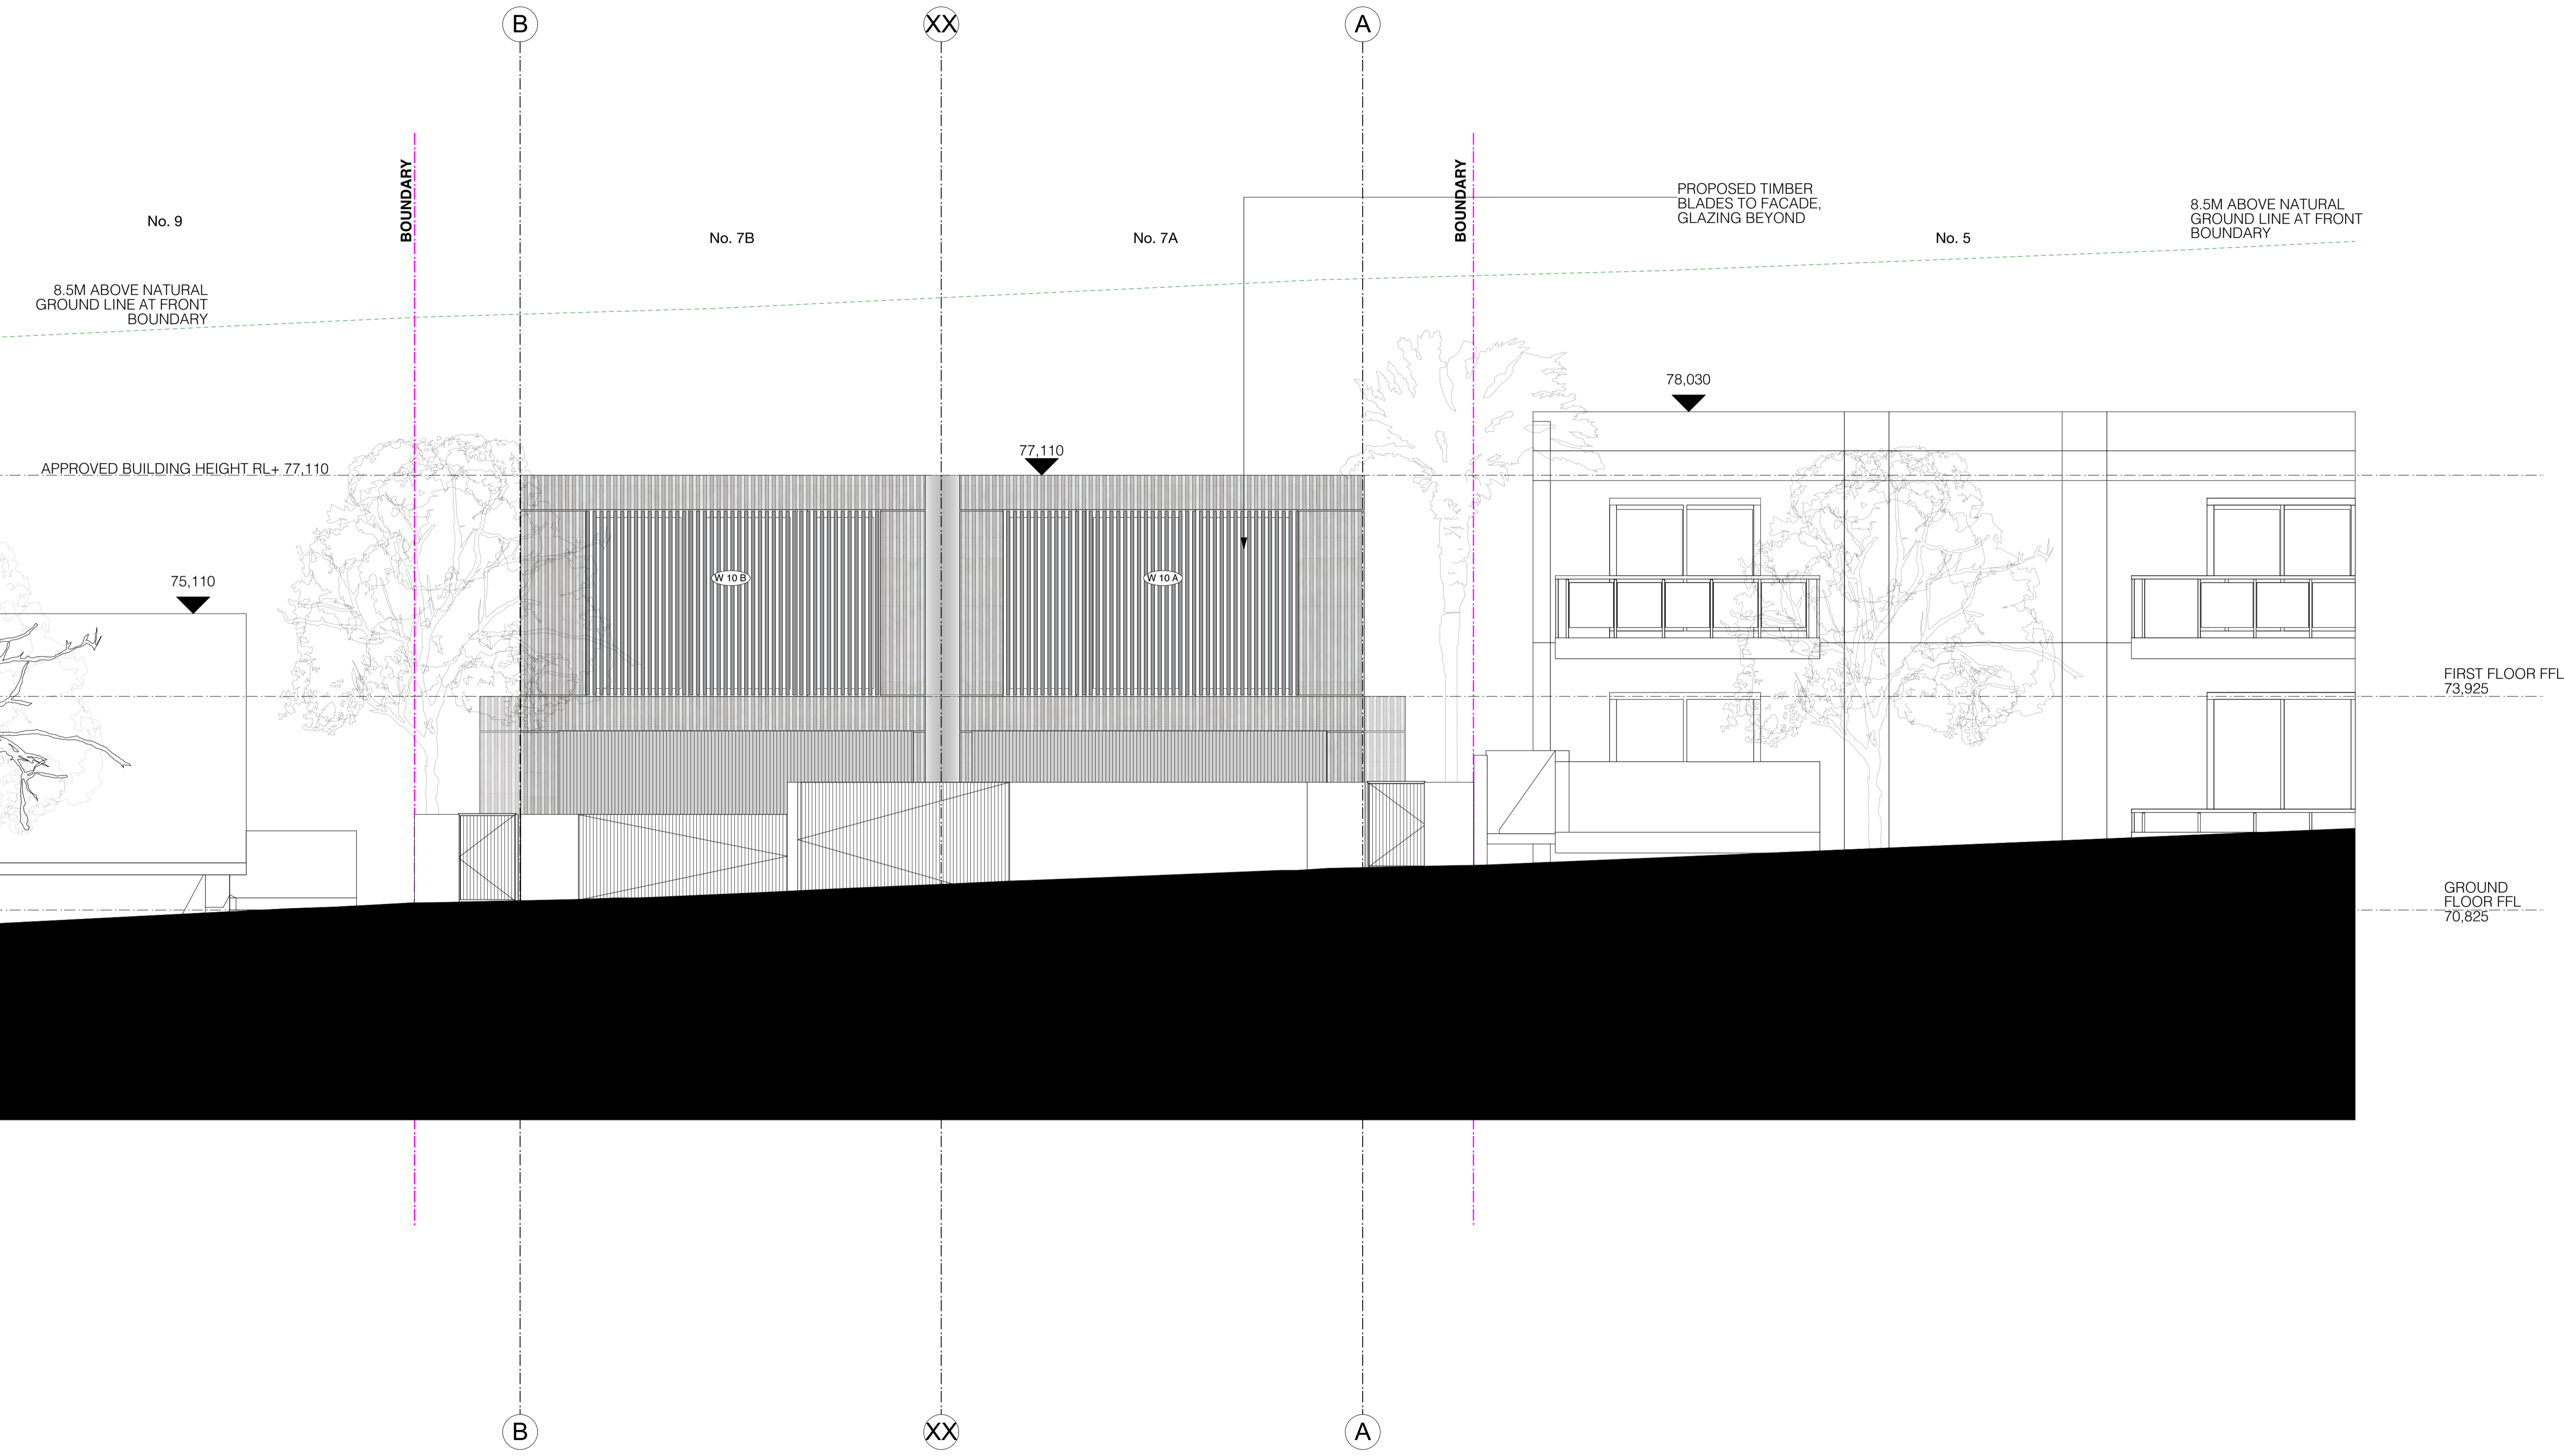 B
XX
A
BOUNDARY
BOUNDARY
PROPOSED TIMBER
BLADES TO FACADE,
GLAZING BEYOND
8.5M ABOVE NATURAL
GROUND LINE AT FRONT
BOUNDARY
No. 9
No. 7B
No. 7A
No. 5
8.5M ABOVE NATURAL
GROUND LINE AT FRONT
BOUNDARY
78,030
77,110
APPROVED BUILDING HEIGHT RL+ 77,110
75,110
W 10 B
W 10 A
FIRST FLOOR FFL
73,925
GROUND
FLOOR FFL
70,825
B
XX
A